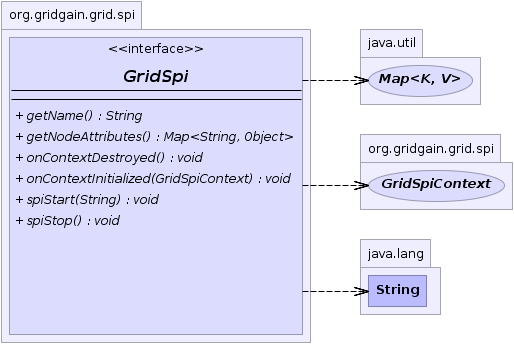 org.gridgain.grid.spi
<<interface>>
GridSpi
+ getName() : String
+ getNodeAttributes() : Map<String, Object>
+ onContextDestroyed() : void
+ onContextInitialized(GridSpiContext) : void
+ spiStart(String) : void
+ spiStop() : void
java.util
Map<K, V>
org.gridgain.grid.spi
GridSpiContext
java.lang
String